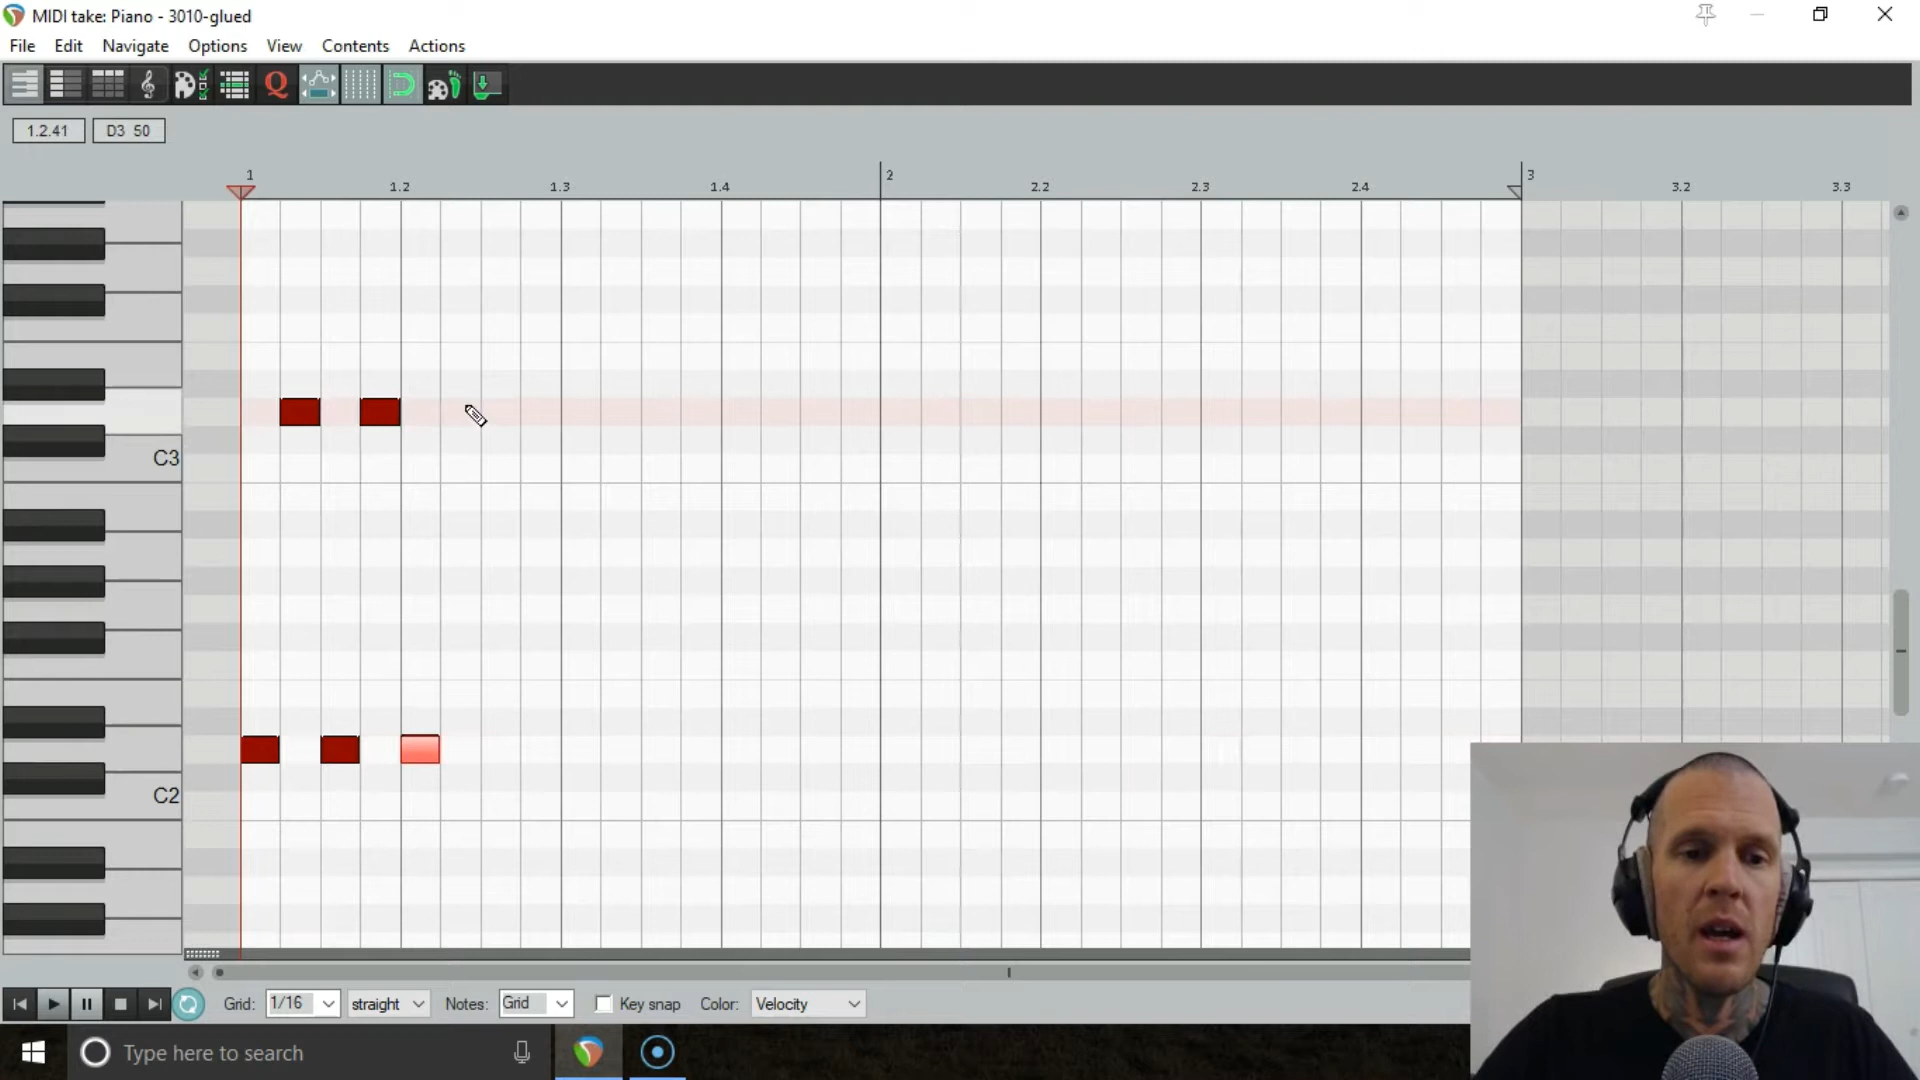 MIDI take: Piano - 3010-glued
File Edit Navigate Options View Contents Actions
Q
1.2.41 D3 50
1 1.2 1.3 1.4 2 2.2 2.3 2.4 3 3.2 3.3
C3
C2
Grid: 1/16 straight Notes: Grid Key snap Color: Velocity
Type here to search